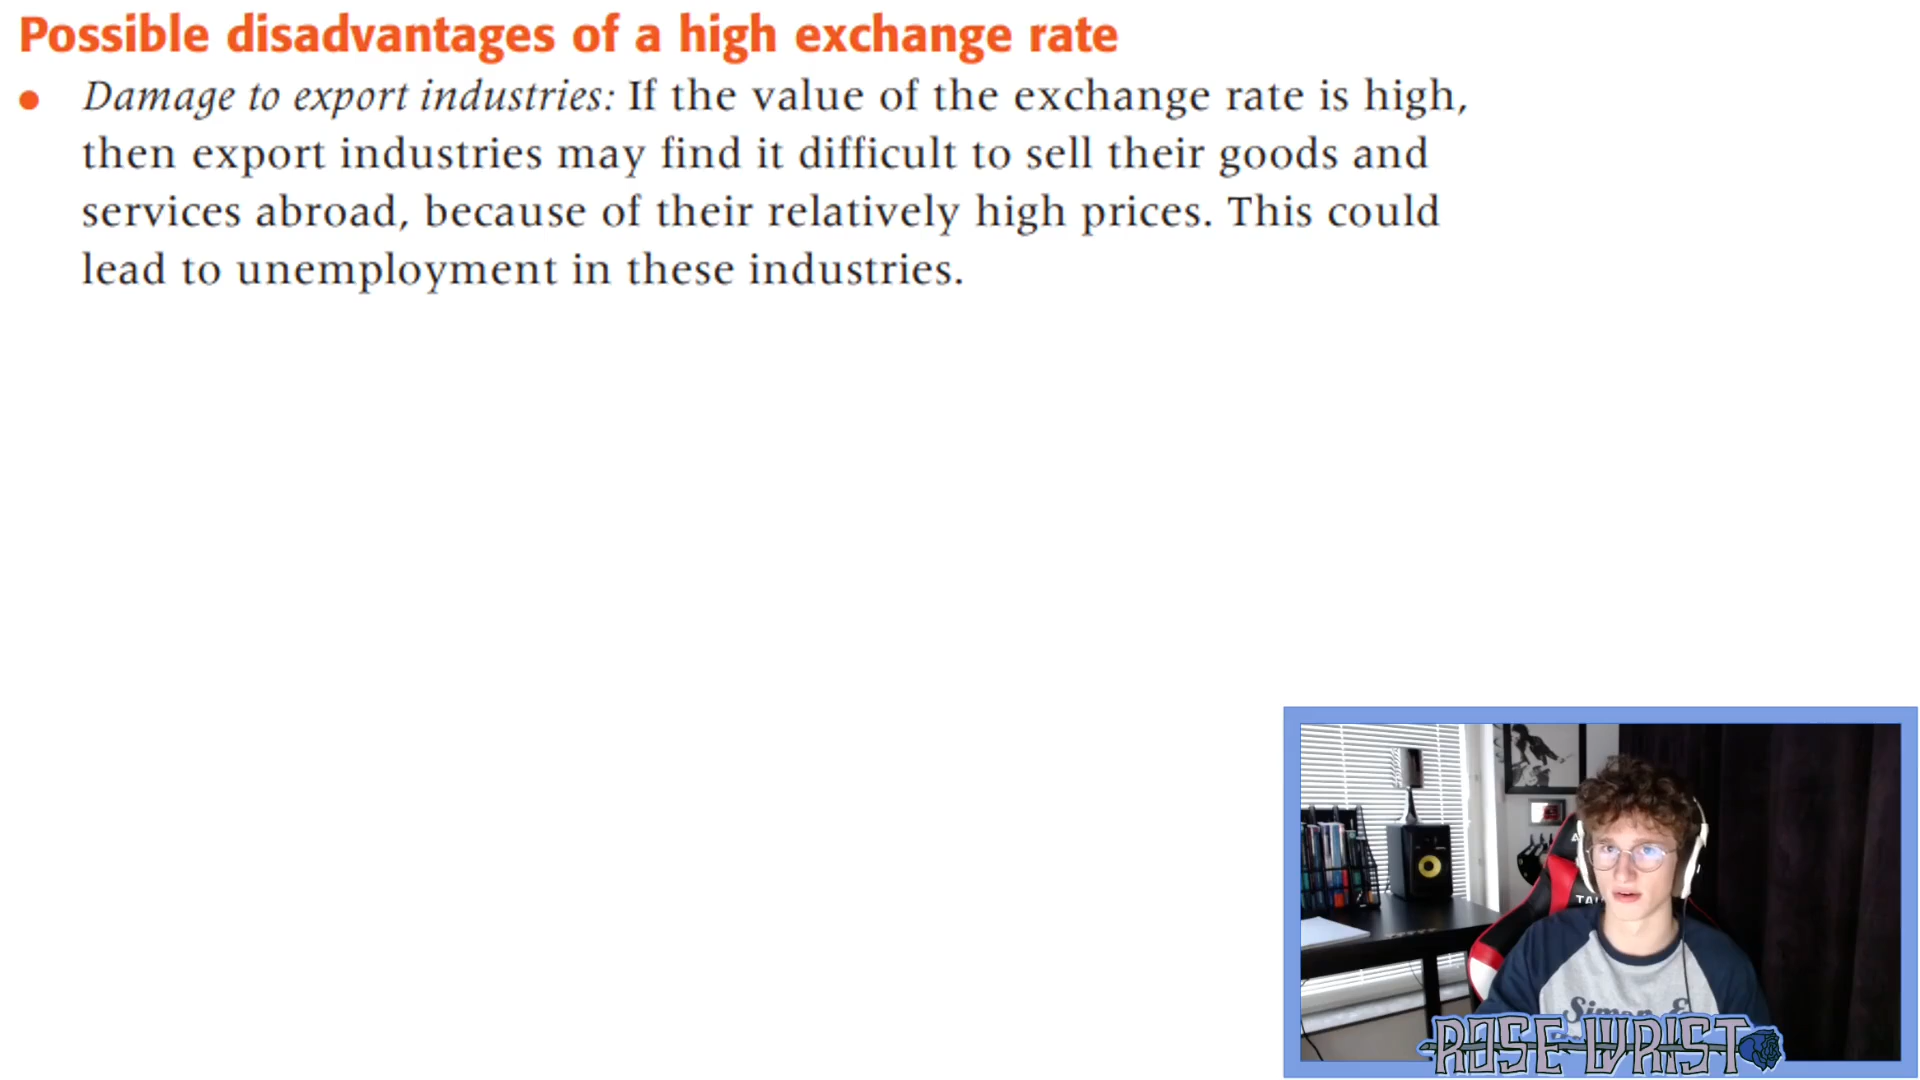 Possible disadvantages of a high exchange rate
• Damage to export industries: If the value of the exchange rate is high,
then export industries may find it difficult to sell their goods and
services abroad, because of their relatively high prices. This could
lead to unemployment in these industries.
ROSE WRIST